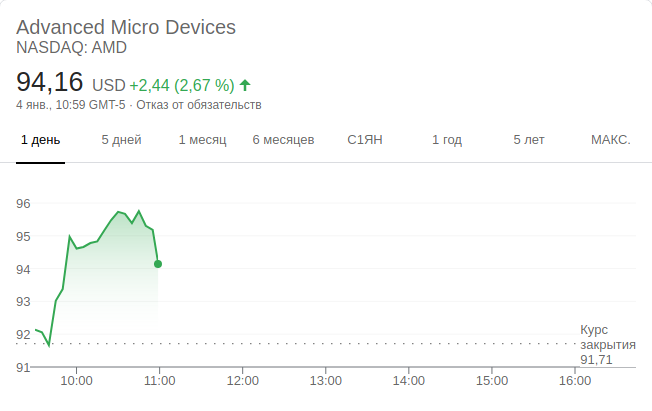 Advanced Micro Devices
NASDAQ: AMD
94,16 USD +2,44 (2,67 %) ↑
4 янв., 10:59 GMT-5 · Отказ от обязательств
1 день 5 дней 1 месяц 6 месяцев С1ЯН 1 год 5 лет МАКС.
96
95
94
93
92
91
Курс
закрытия
91,71
10:00 11:00 12:00 13:00 14:00 15:00 16:00